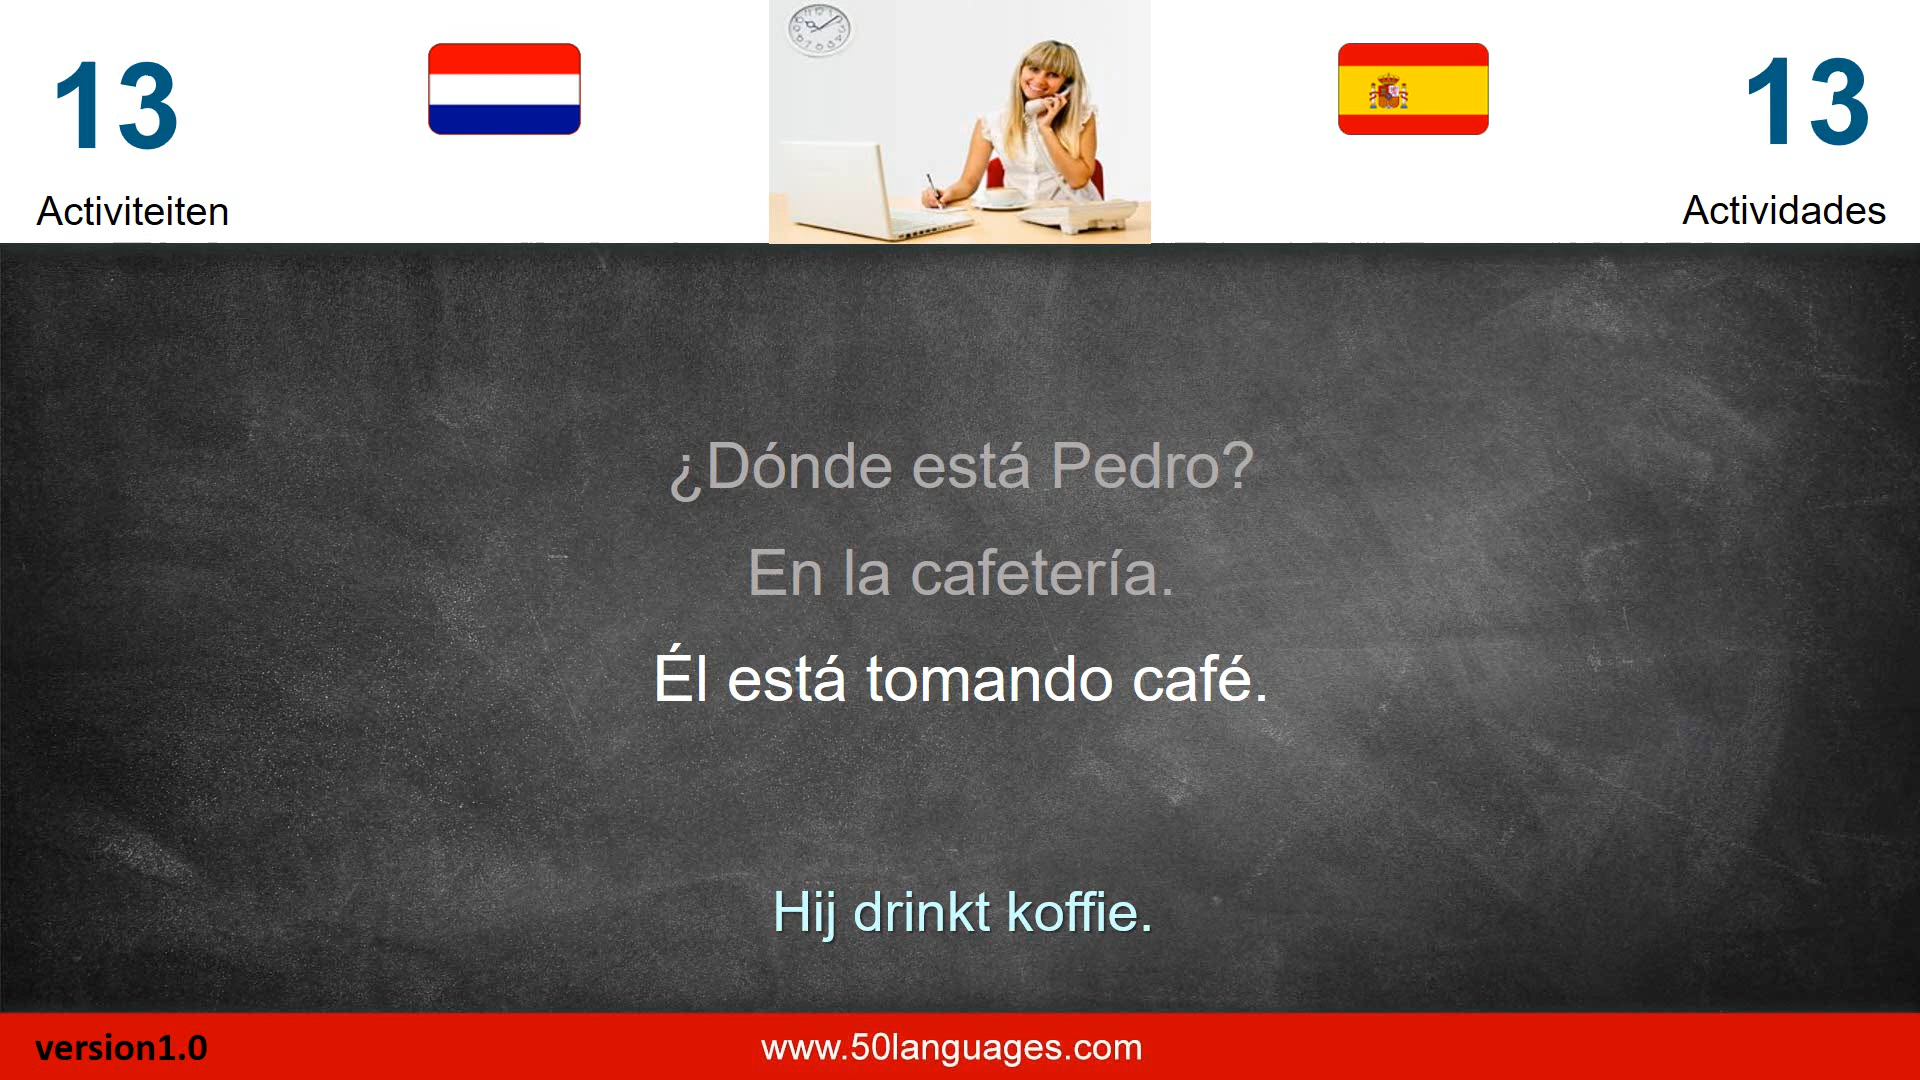 13
13
Activiteiten
Actividades
¿Dónde está Pedro?
En la cafetería.
Él está tomando café.
Hij drinkt koffie.
version1.0
www.50languages.com